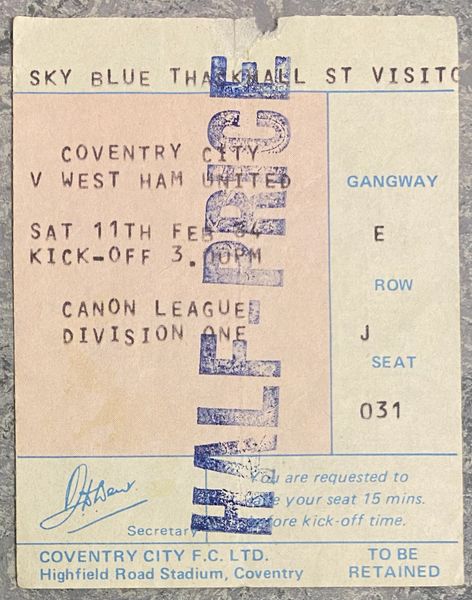 SKY BLUE THACKHALL ST VISITO
COVENTRY CITY
V WEST HAM UNITED
SAT 11TH FEB 84
KICK-OFF 3.00PM
CANON LEAGUE
DIVISION ONE
HALF-PRICE
GANGWAY
E
ROW
J
SEAT
031
Secretary
You are requested to
your seat 15 mins.
before kick-off time.
COVENTRY CITY F.C. LTD.
Highfield Road Stadium, Coventry
TO BE
RETAINED